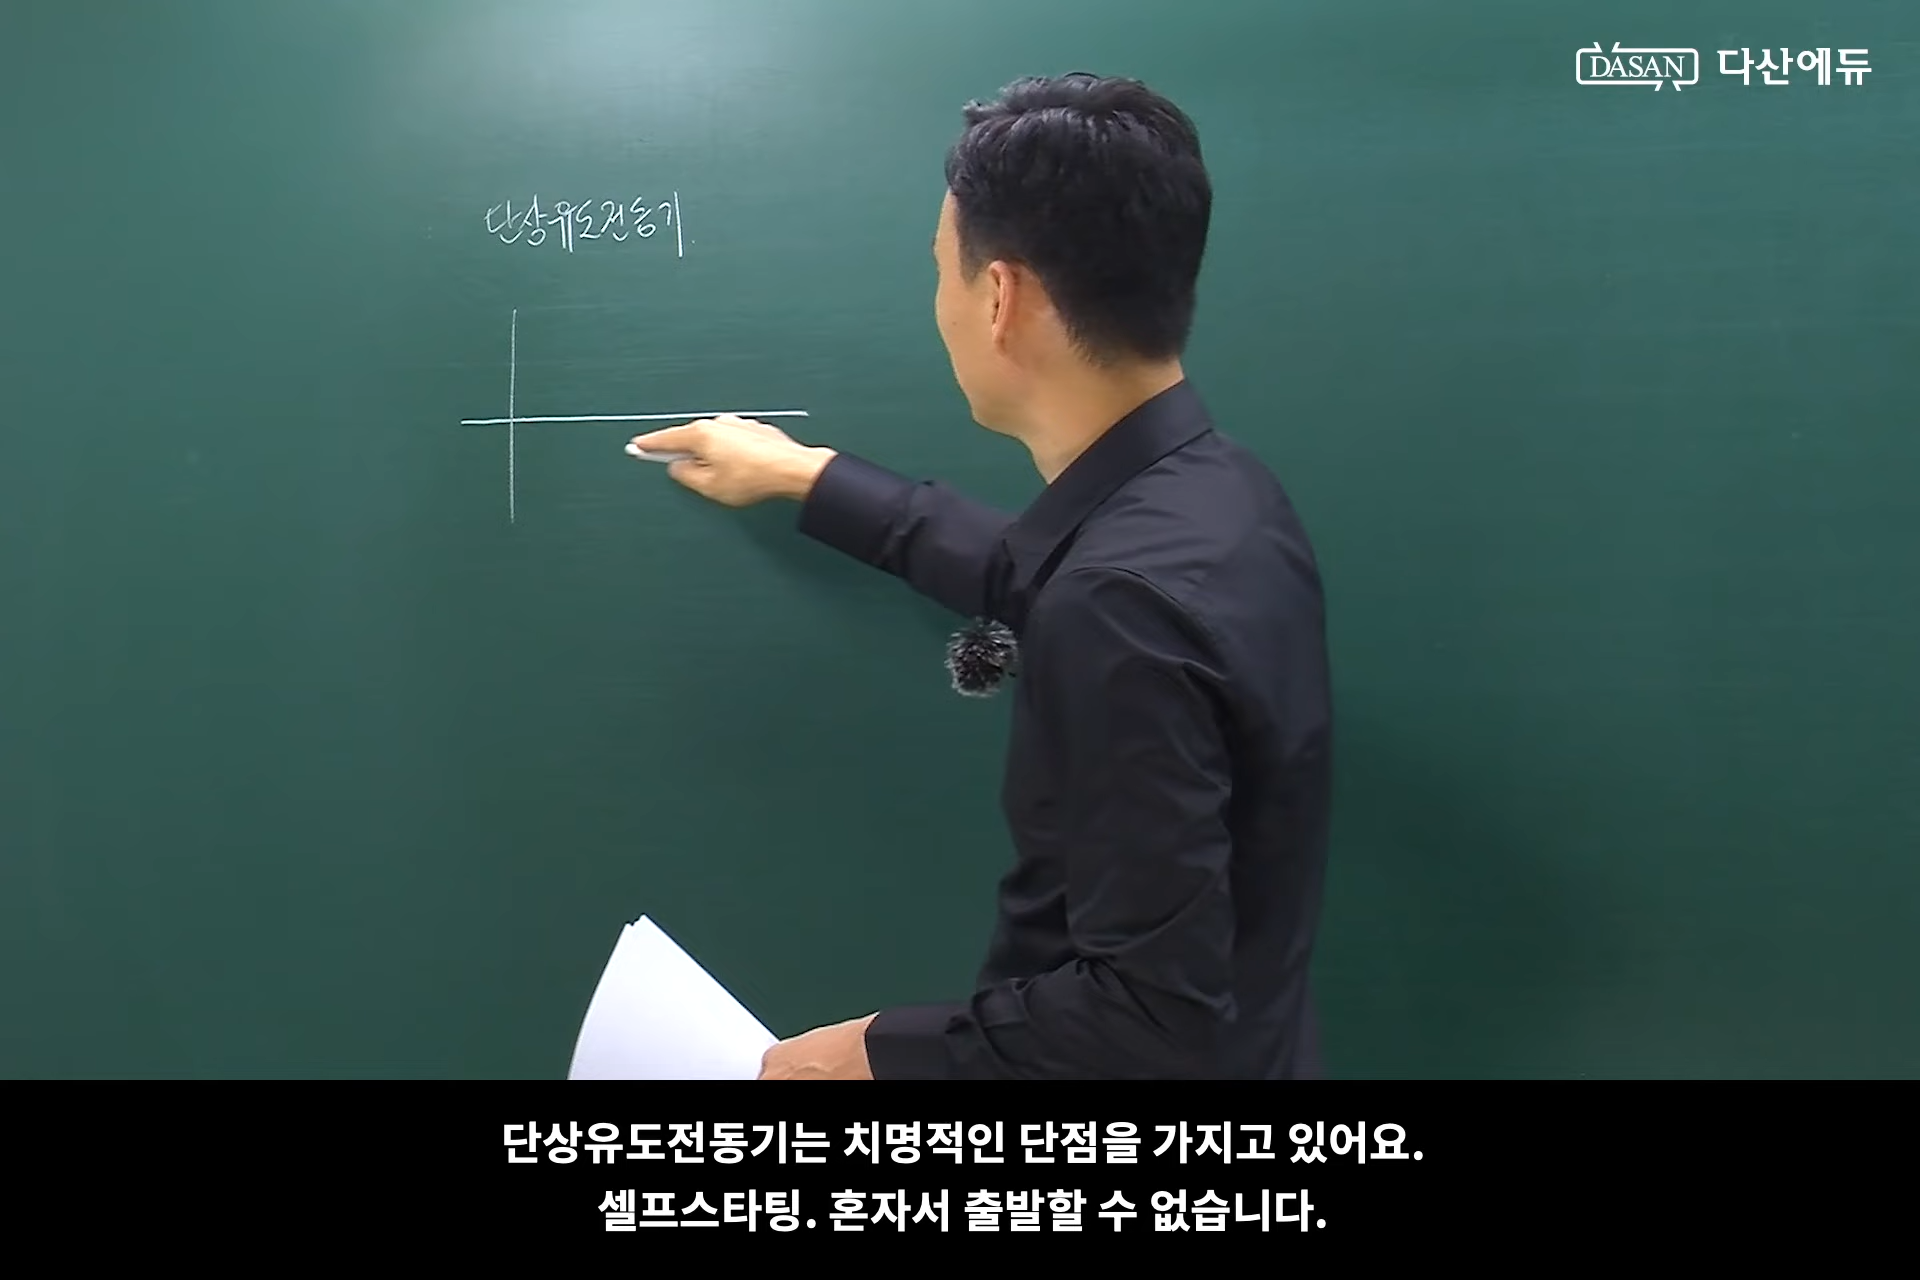 DASAN 다산에듀
단상유도전동기.
단상유도전동기는 치명적인 단점을 가지고 있어요.
셀프스타팅. 혼자서 출발할 수 없습니다.